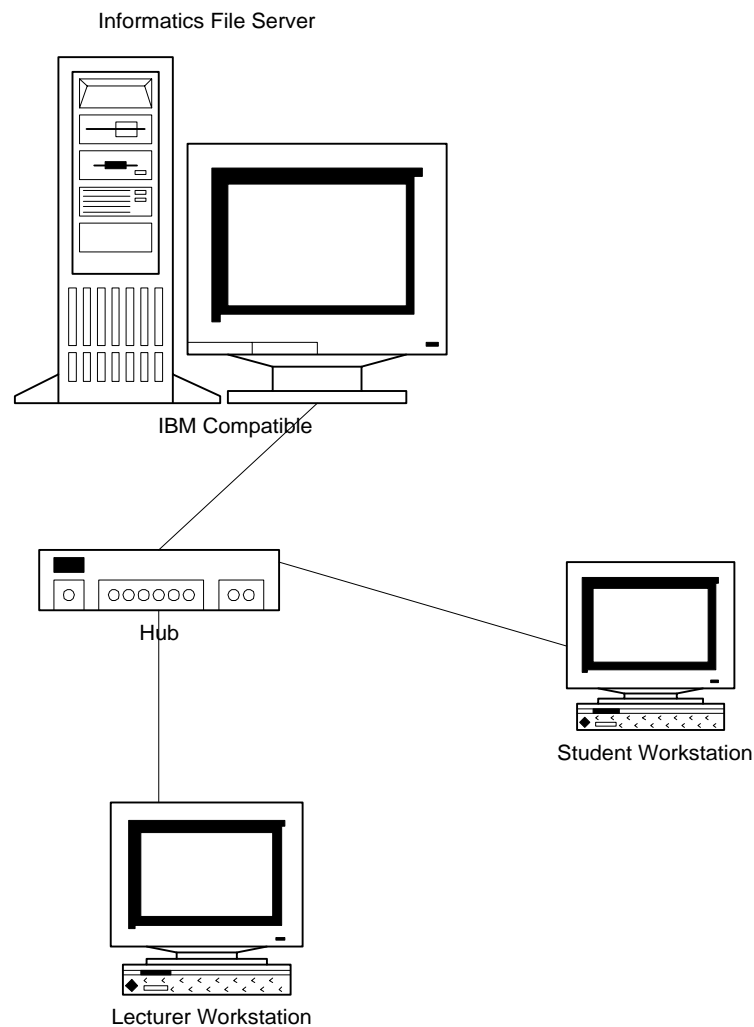 Informatics File Server
IBM Compatible
Hub
Student Workstation
Lecturer Workstation